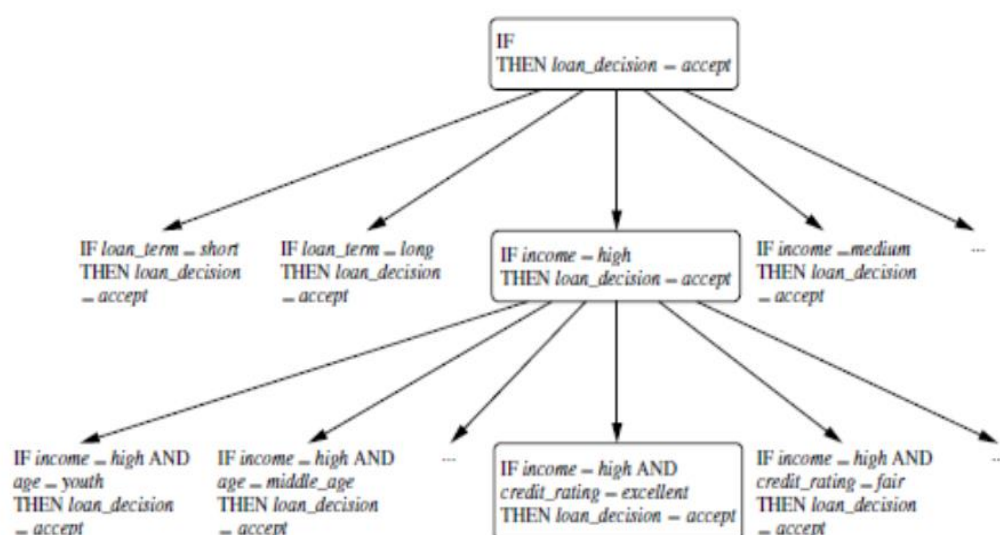 IF
THEN loan_decision = accept
IF loan_term = short
THEN loan_decision
= accept
IF loan_term = long
THEN loan_decision
= accept
IF income = high
THEN loan_decision = accept
IF income = medium
THEN loan_decision
= accept
...
IF income = high AND
age = youth
THEN loan_decision
= accept
IF income = high AND
age = middle_age
THEN loan_decision
= accept
...
IF income = high AND
credit_rating = excellent
THEN loan_decision = accept
IF income = high AND
credit_rating = fair
THEN loan_decision
= accept
...